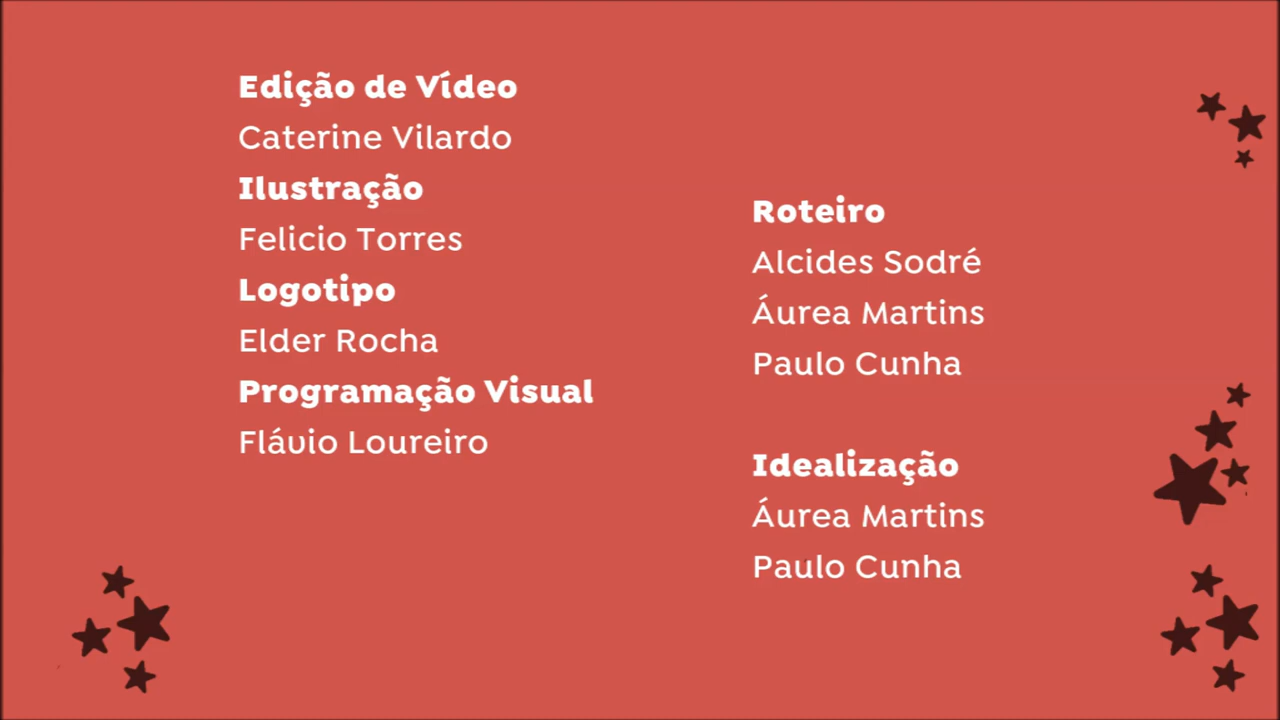 Edição de Vídeo
Caterine Vilardo
Ilustração
Felicio Torres
Logotipo
Elder Rocha
Programação Visual
Flávio Loureiro
Roteiro
Alcides Sodré
Áurea Martins
Paulo Cunha
Idealização
Áurea Martins
Paulo Cunha